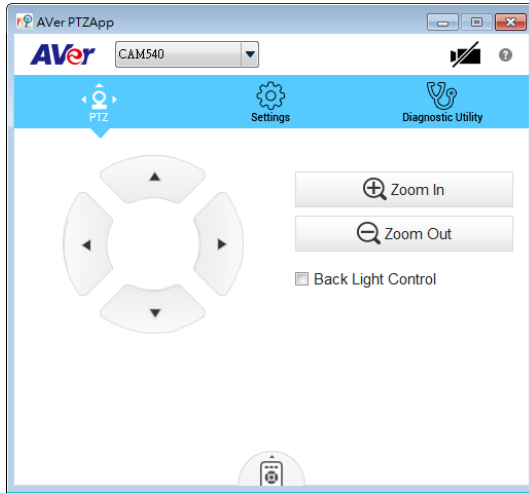 AVer PTZApp
AVer
CAM540
?
PTZ
Settings
Diagnostic Utility
Zoom In
Zoom Out
Back Light Control